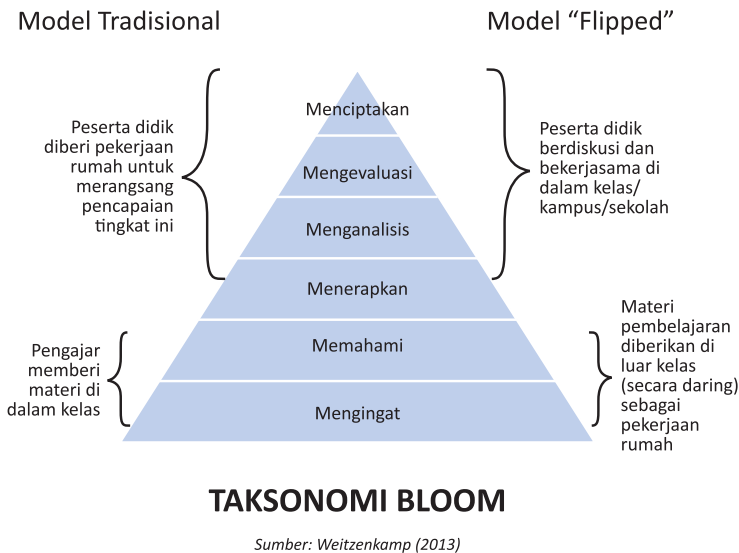 Model Tradisional
Model “Flipped”
Peserta didik
diberi pekerjaan
rumah untuk
merangsang
pencapaian
tingkat ini
Pengajar
memberi
materi di
dalam kelas
Menciptakan
Mengevaluasi
Menganalisis
Menerapkan
Memahami
Mengingat
Peserta didik
berdiskusi dan
bekerjasama di
dalam kelas/
kampus/sekolah
Materi
pembelajaran
diberikan di
luar kelas
(secara daring)
sebagai
pekerjaan
rumah
TAKSONOMI BLOOM
Sumber: Weitzenkamp (2013)